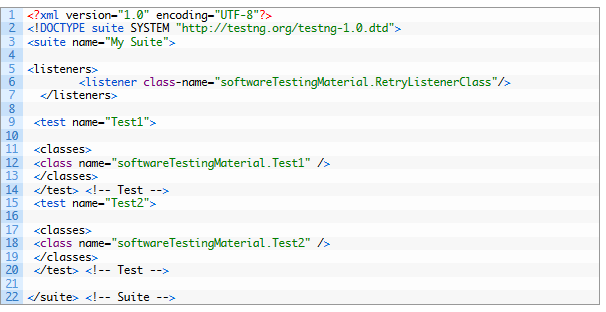 1 <?xml version="1.0" encoding="UTF-8"?>
2 <!DOCTYPE suite SYSTEM "http://testng.org/testng-1.0.dtd">
3 <suite name="My Suite">
4
5 <listeners>
6 <listener class-name="softwareTestingMaterial.RetryListenerClass"/>
7 </listeners>
8
9 <test name="Test1">
10
11 <classes>
12 <class name="softwareTestingMaterial.Test1" />
13 </classes>
14 </test> <!-- Test -->
15 <test name="Test2">
16
17 <classes>
18 <class name="softwareTestingMaterial.Test2" />
19 </classes>
20 </test> <!-- Test -->
21
22 </suite> <!-- Suite -->